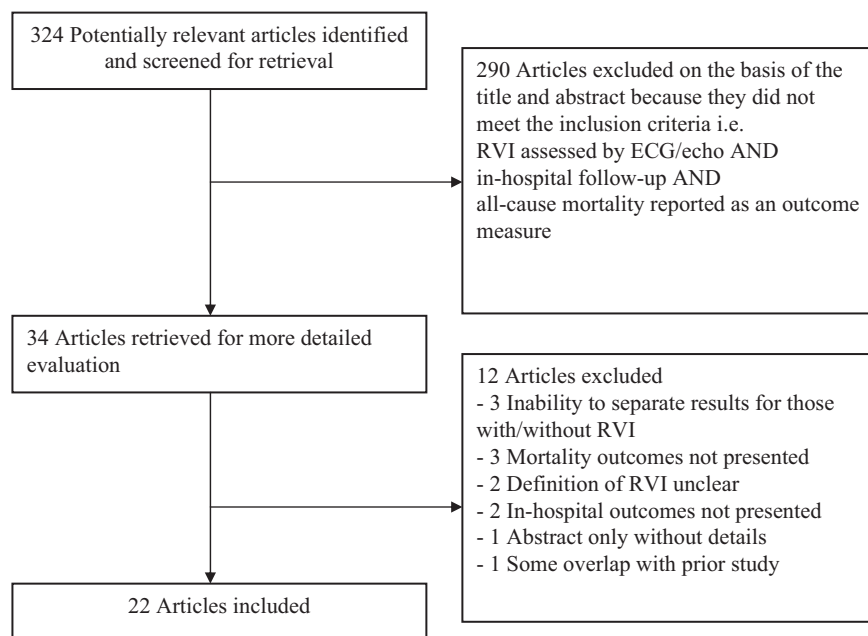 324 Potentially relevant articles identified
and screened for retrieval
290 Articles excluded on the basis of the
title and abstract because they did not
meet the inclusion criteria i.e.
RVI assessed by ECG/echo AND
in-hospital follow-up AND
all-cause mortality reported as an outcome
measure
34 Articles retrieved for more detailed
evaluation
12 Articles excluded
- 3 Inability to separate results for those
with/without RVI
- 3 Mortality outcomes not presented
- 2 Definition of RVI unclear
- 2 In-hospital outcomes not presented
- 1 Abstract only without details
- 1 Some overlap with prior study
22 Articles included